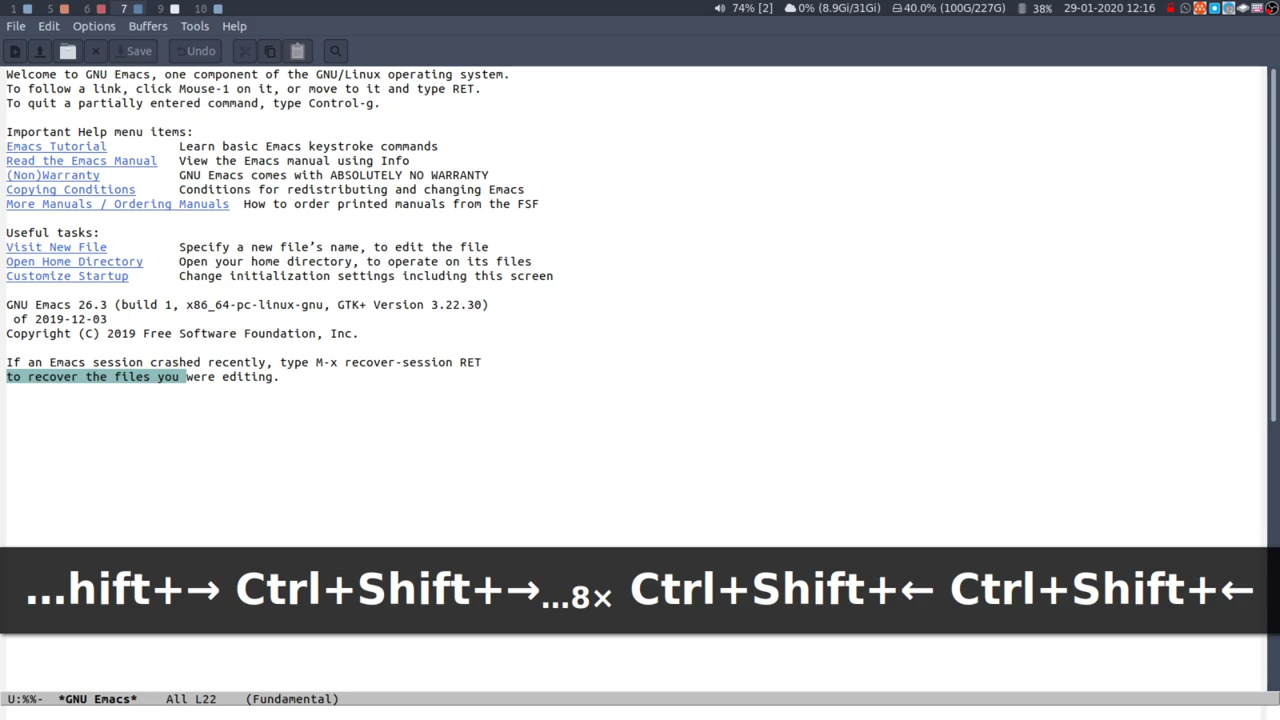 1 5 6 7 9 10 74% [2] 0% (8.9Gi/31Gi) 40.0% (100G/227G) 38% 29-01-2020 12:16
File Edit Options Buffers Tools Help
Save Undo
Welcome to GNU Emacs, one component of the GNU/Linux operating system.
To follow a link, click Mouse-1 on it, or move to it and type RET.
To quit a partially entered command, type Control-g.
Important Help menu items:
Emacs Tutorial Learn basic Emacs keystroke commands
Read the Emacs Manual View the Emacs manual using Info
(Non)Warranty GNU Emacs comes with ABSOLUTELY NO WARRANTY
Copying Conditions Conditions for redistributing and changing Emacs
More Manuals / Ordering Manuals How to order printed manuals from the FSF
Useful tasks:
Visit New File Specify a new file’s name, to edit the file
Open Home Directory Open your home directory, to operate on its files
Customize Startup Change initialization settings including this screen
GNU Emacs 26.3 (build 1, x86_64-pc-linux-gnu, GTK+ Version 3.22.30)
of 2019-12-03
Copyright (C) 2019 Free Software Foundation, Inc.
If an Emacs session crashed recently, type M-x recover-session RET
to recover the files you were editing.
...hift+→ Ctrl+Shift+→...8× Ctrl+Shift+← Ctrl+Shift+←
U:%%- *GNU Emacs* All L22 (Fundamental)